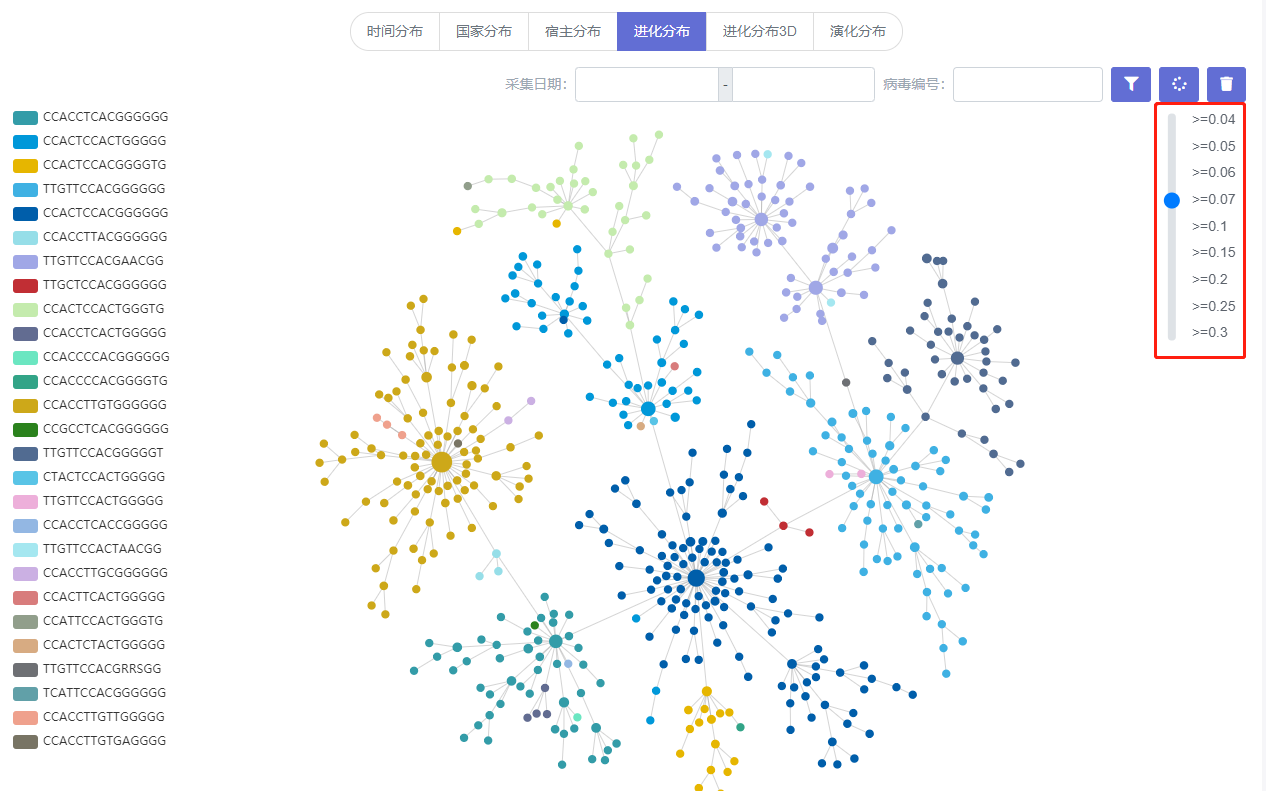 时间分布 国家分布 宿主分布 进化分布 进化分布3D 演化分布
采集日期: - 病毒编号:
CCACCTCACGGGGGG
CCACTCCACTGGGGG
CCACTCCACGGGGTG
TTGTTCCACGGGGGG
CCACTCCACGGGGGG
CCACCTTACGGGGGG
TTGTTCCACGAACGG
TTGCTCCACGGGGGG
CCACTCCACTGGGTG
CCACCTCACTGGGGG
CCACCCCACGGGGGG
CCACCCCACGGGGTG
CCACCTTGTGGGGGG
CCGCCTCACGGGGGG
TTGTTCCACGGGGGT
CTACTCCACTGGGGG
TTGTTCCACTGGGGG
CCACCTCACCGGGGG
TTGTTCCACTAACGG
CCACCTTGCGGGGGG
CCACTTCACTGGGGG
CCATTCCACTGGGTG
CCACTCTACTGGGGG
TTGTTCCACGRRSGG
TCATTCCACGGGGGG
CCACCTTGTTGGGGG
CCACCTTGTGAGGGG
>=0.04
>=0.05
>=0.06
>=0.07
>=0.1
>=0.15
>=0.2
>=0.25
>=0.3